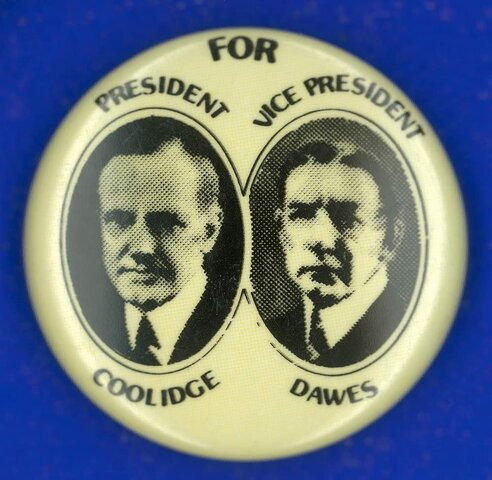 FOR
PRESIDENT
VICE PRESIDENT
COOLIDGE
DAWES